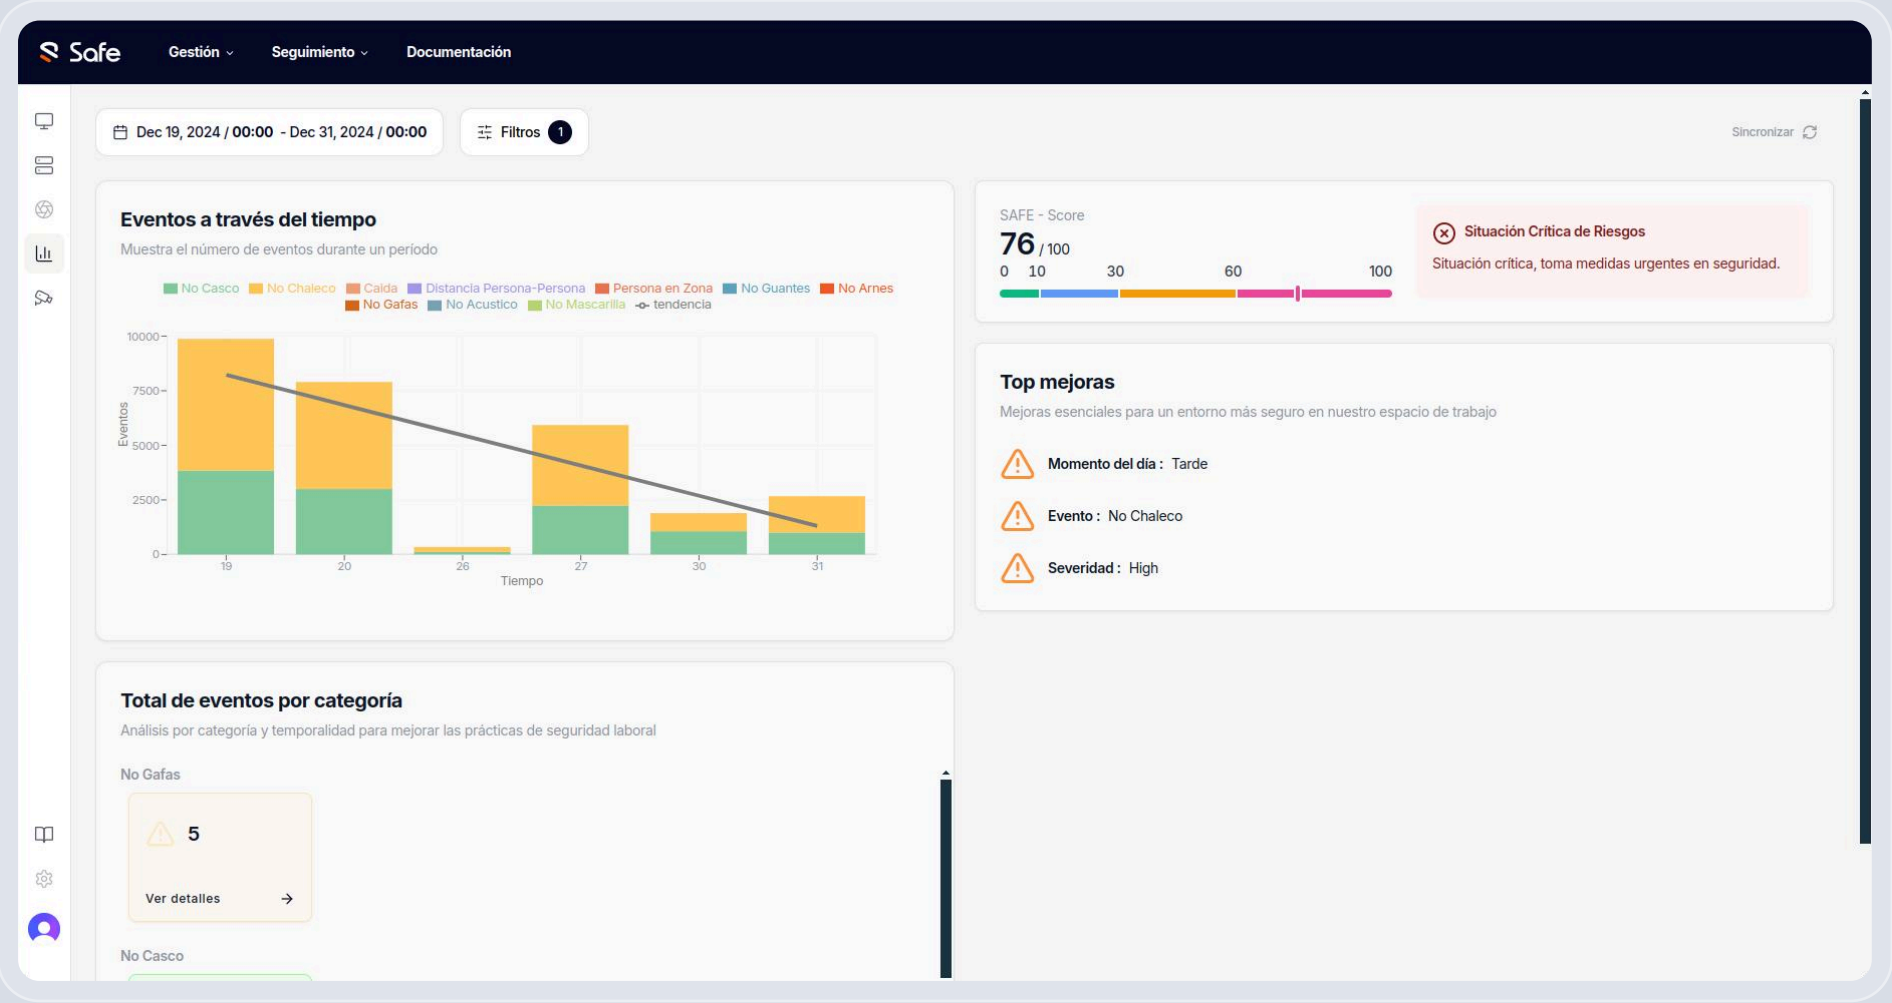 Safe
Gestión
Seguimiento
Documentación
Dec 19, 2024 / 00:00 - Dec 31, 2024 / 00:00
Filtros 1
Sincronizar
Eventos a través del tiempo
Muestra el número de eventos durante un período
No Casco No Chaleco Caida Distancia Persona-Persona Persona en Zona No Guantes No Arnes
No Gafas No Acustico No Mascarilla tendencia
10000
7500
5000
2500
0
Eventos
19 20 26 27 30 31
Tiempo
SAFE - Score
76 / 100
0 10 30 60 100
Situación Crítica de Riesgos
Situación crítica, toma medidas urgentes en seguridad.
Top mejoras
Mejoras esenciales para un entorno más seguro en nuestro espacio de trabajo
Momento del día : Tarde
Evento : No Chaleco
Severidad : High
Total de eventos por categoría
Análisis por categoría y temporalidad para mejorar las prácticas de seguridad laboral
No Gafas
5
Ver detalles
No Casco